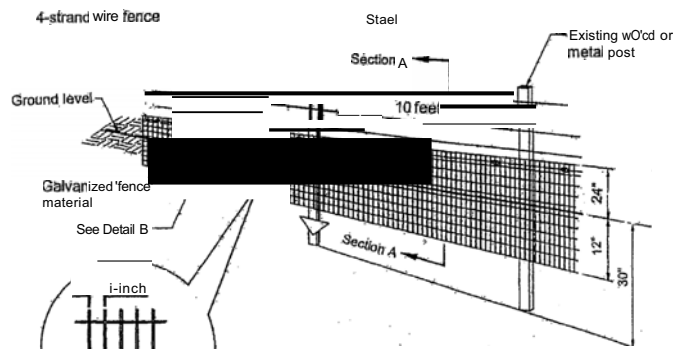 4-strand wire fence
Stael
Section A
Existing wO'cd or
metal post
Ground level
10 feet
Galvanized 'fence
material
See Detail B
Section A
24"
12"
30"
i-inch